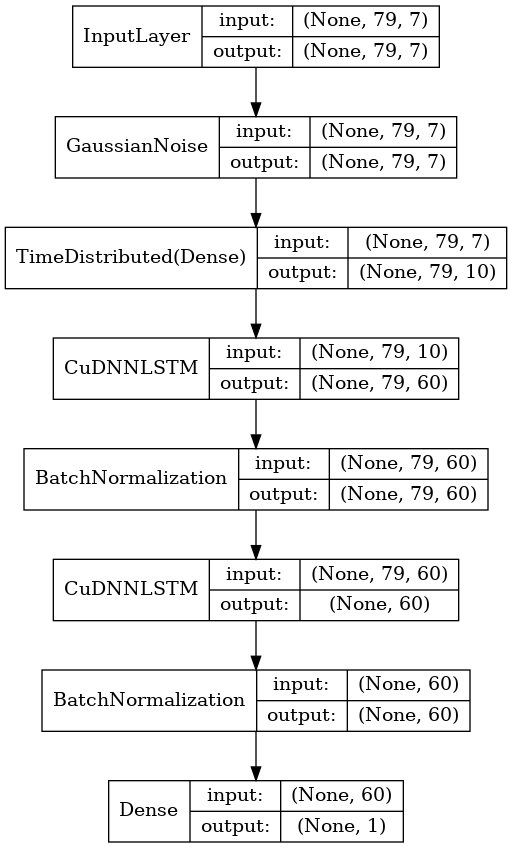 InputLayer
input: (None, 79, 7)
output: (None, 79, 7)
GaussianNoise
input: (None, 79, 7)
output: (None, 79, 7)
TimeDistributed(Dense)
input: (None, 79, 7)
output: (None, 79, 10)
CuDNNLSTM
input: (None, 79, 10)
output: (None, 79, 60)
BatchNormalization
input: (None, 79, 60)
output: (None, 79, 60)
CuDNNLSTM
input: (None, 79, 60)
output: (None, 60)
BatchNormalization
input: (None, 60)
output: (None, 60)
Dense
input: (None, 60)
output: (None, 1)